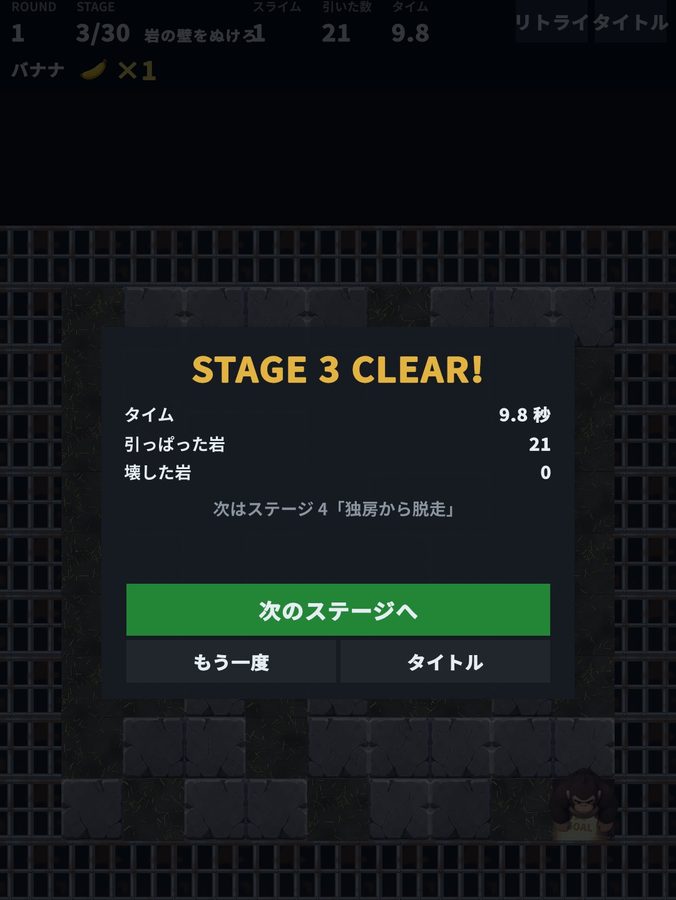 ROUND STAGE スライム 引いた数 タイム
1 3/30 岩の壁をぬけろ 1 21 9.8 リトライ タイトル
バナナ ×1
STAGE 3 CLEAR!
タイム 9.8 秒
引っぱった岩 21
壊した岩 0
次はステージ 4「独房から脱走」
次のステージへ
もう一度 タイトル
GOAL